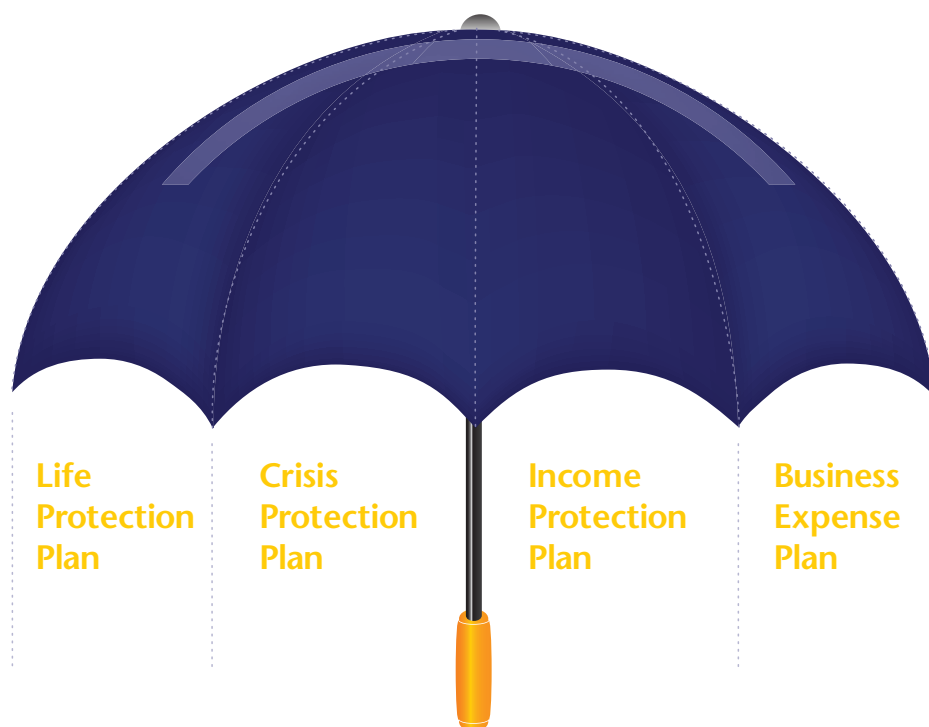 Life
Protection
Plan
Crisis
Protection
Plan
Income
Protection
Plan
Business
Expense
Plan